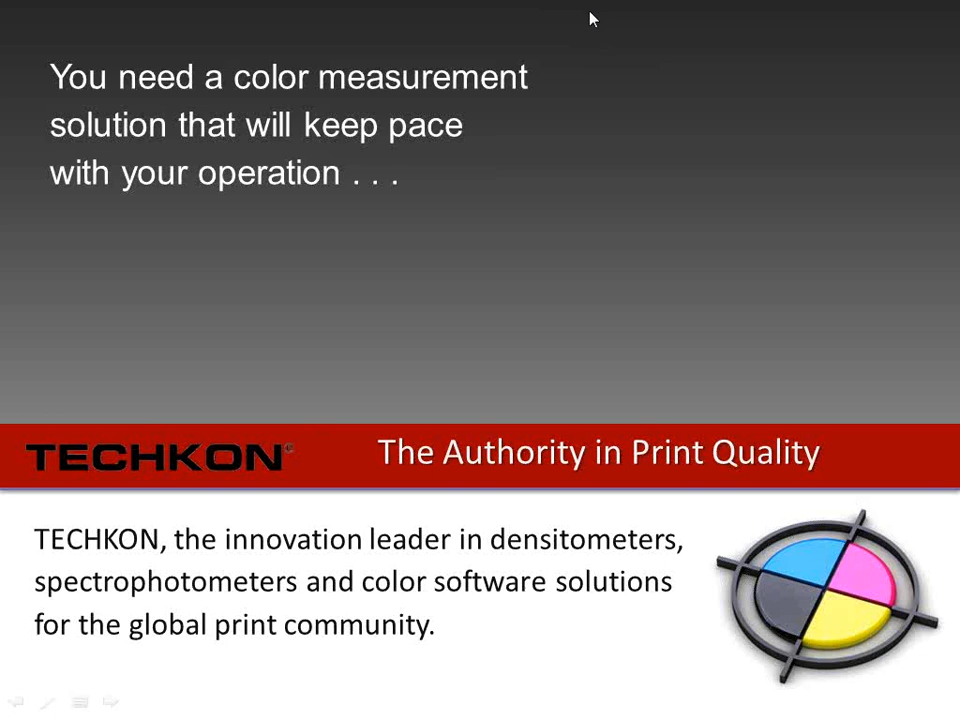 You need a color measurement
solution that will keep pace
with your operation . . .
TECHKON®
The Authority in Print Quality
TECHKON, the innovation leader in densitometers,
spectrophotometers and color software solutions
for the global print community.